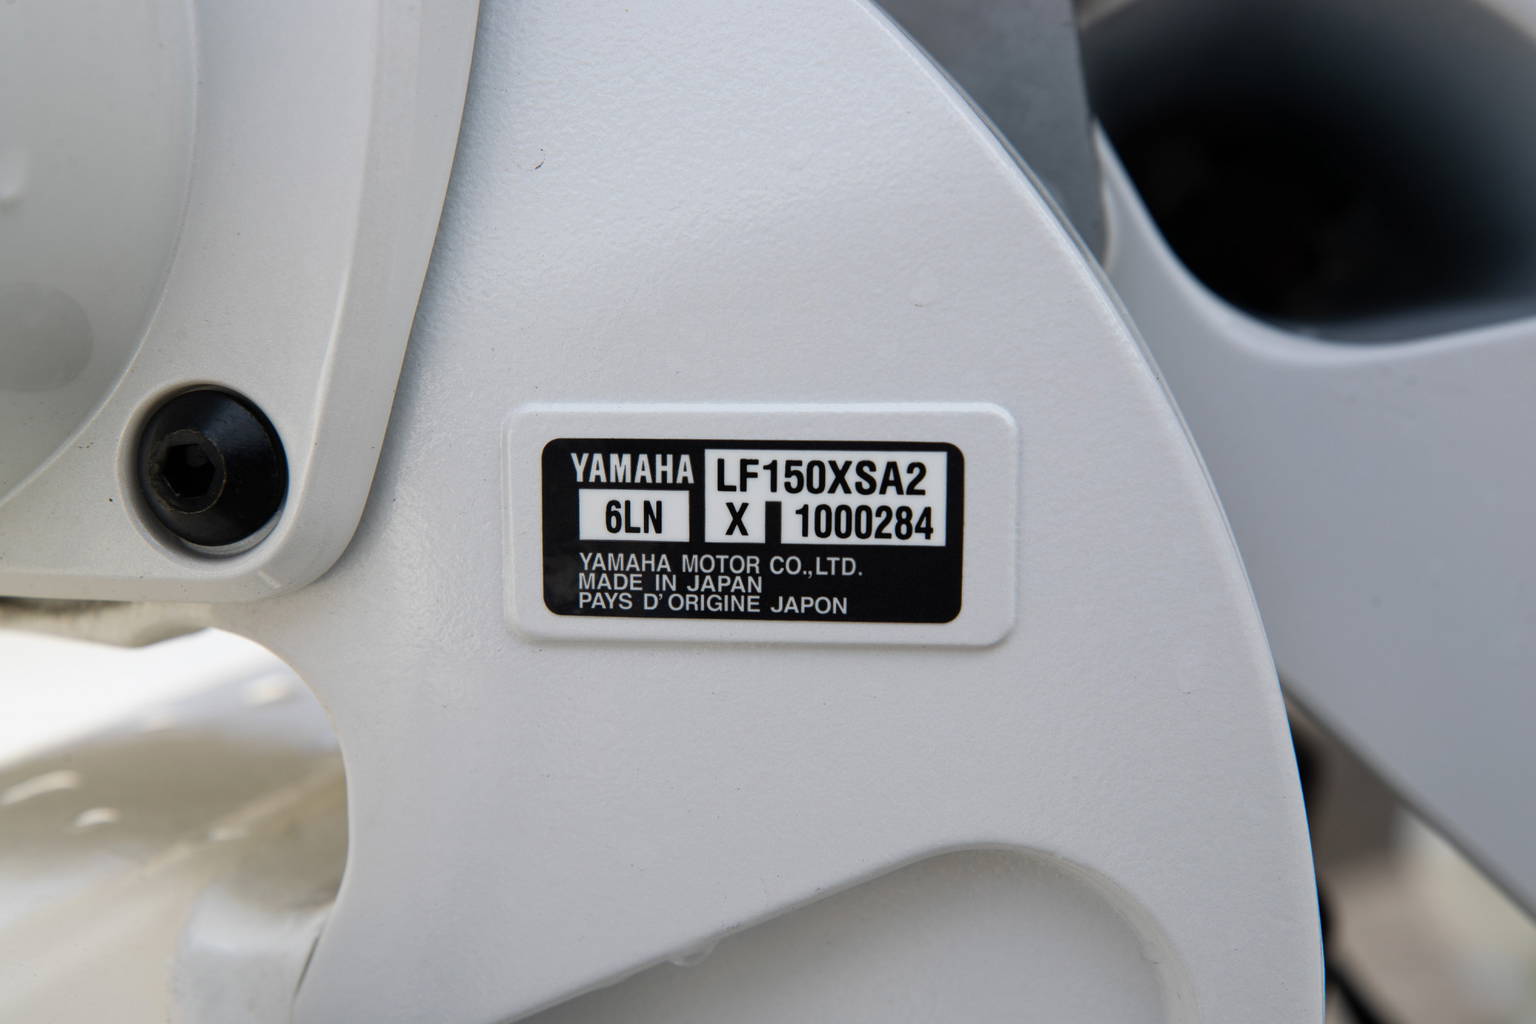 YAMAHA LF150XSA2
6LN X 1000284
YAMAHA MOTOR CO.,LTD.
MADE IN JAPAN
PAYS D'ORIGINE JAPON